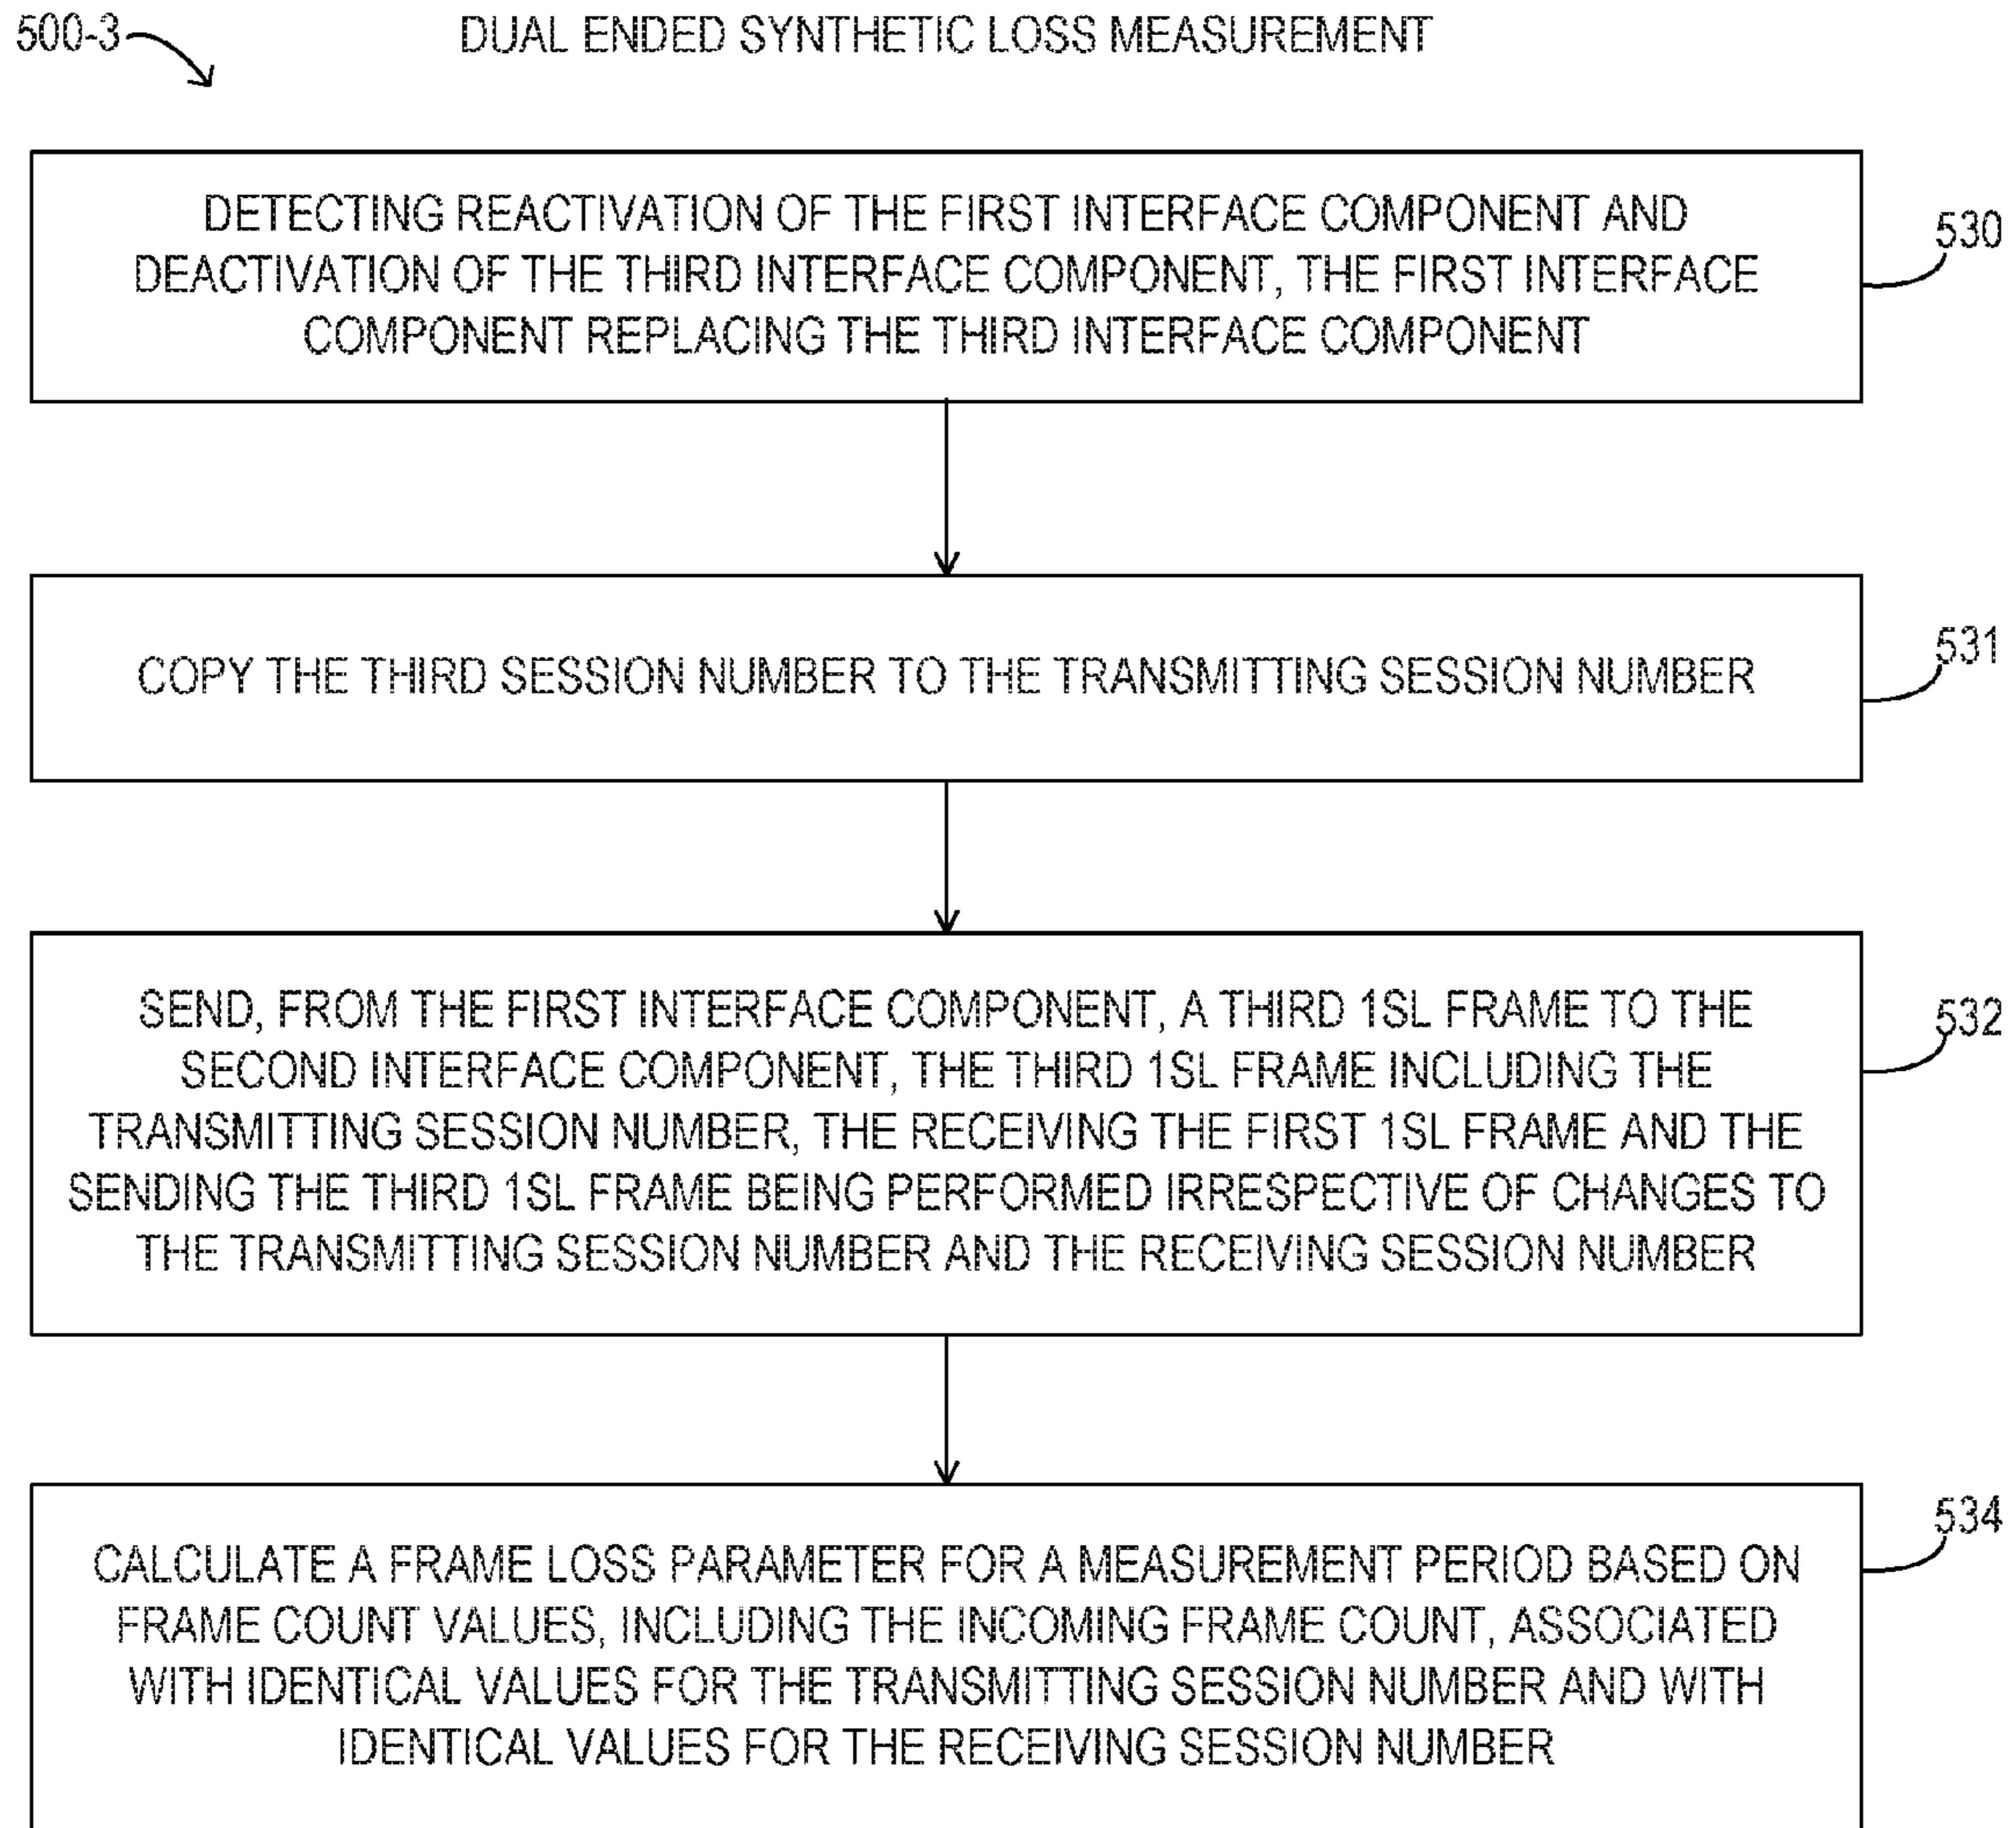 500-3
DUAL ENDED SYNTHETIC LOSS MEASUREMENT
DETECTING REACTIVATION OF THE FIRST INTERFACE COMPONENT AND
DEACTIVATION OF THE THIRD INTERFACE COMPONENT, THE FIRST INTERFACE
COMPONENT REPLACING THE THIRD INTERFACE COMPONENT
530
COPY THE THIRD SESSION NUMBER TO THE TRANSMITTING SESSION NUMBER
531
SEND, FROM THE FIRST INTERFACE COMPONENT, A THIRD 1SL FRAME TO THE
SECOND INTERFACE COMPONENT, THE THIRD 1SL FRAME INCLUDING THE
TRANSMITTING SESSION NUMBER, THE RECEIVING THE FIRST 1SL FRAME AND THE
SENDING THE THIRD 1SL FRAME BEING PERFORMED IRRESPECTIVE OF CHANGES TO
THE TRANSMITTING SESSION NUMBER AND THE RECEIVING SESSION NUMBER
532
CALCULATE A FRAME LOSS PARAMETER FOR A MEASUREMENT PERIOD BASED ON
FRAME COUNT VALUES, INCLUDING THE INCOMING FRAME COUNT, ASSOCIATED
WITH IDENTICAL VALUES FOR THE TRANSMITTING SESSION NUMBER AND WITH
IDENTICAL VALUES FOR THE RECEIVING SESSION NUMBER
534